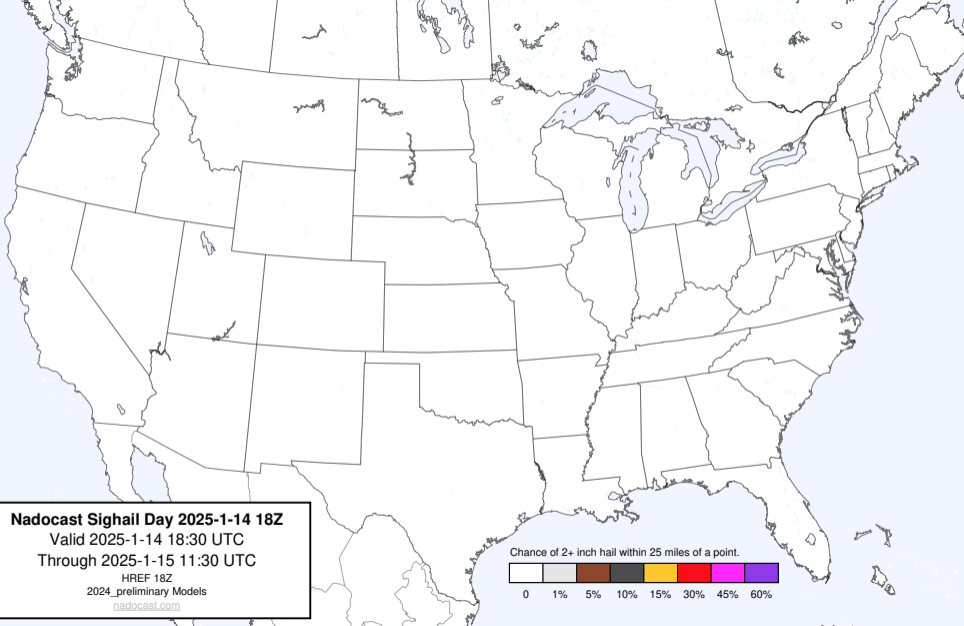 Nadocast Sighail Day 2025-1-14 18Z
Valid 2025-1-14 18:30 UTC
Through 2025-1-15 11:30 UTC
HREF 18Z
2024_preliminary Models
nadocast.com
Chance of 2+ inch hail within 25 miles of a point.
0 1% 5% 10% 15% 30% 45% 60%